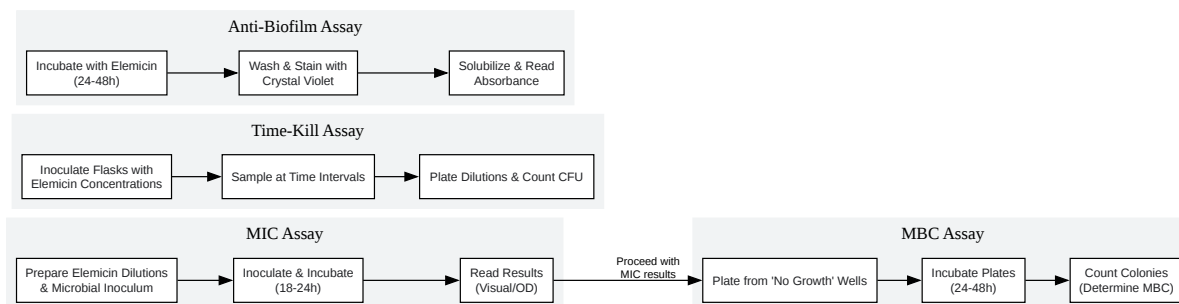 Anti-Biofilm Assay
Incubate with Elemicin
(24-48h)
Wash & Stain with
Crystal Violet
Solubilize & Read
Absorbance
Time-Kill Assay
Inoculate Flasks with
Elemicin Concentrations
Sample at Time Intervals
Plate Dilutions & Count CFU
MIC Assay
Prepare Elemicin Dilutions
& Microbial Inoculum
Inoculate & Incubate
(18-24h)
Read Results
(Visual/OD)
Proceed with
MIC results
MBC Assay
Plate from 'No Growth' Wells
Incubate Plates
(24-48h)
Count Colonies
(Determine MBC)